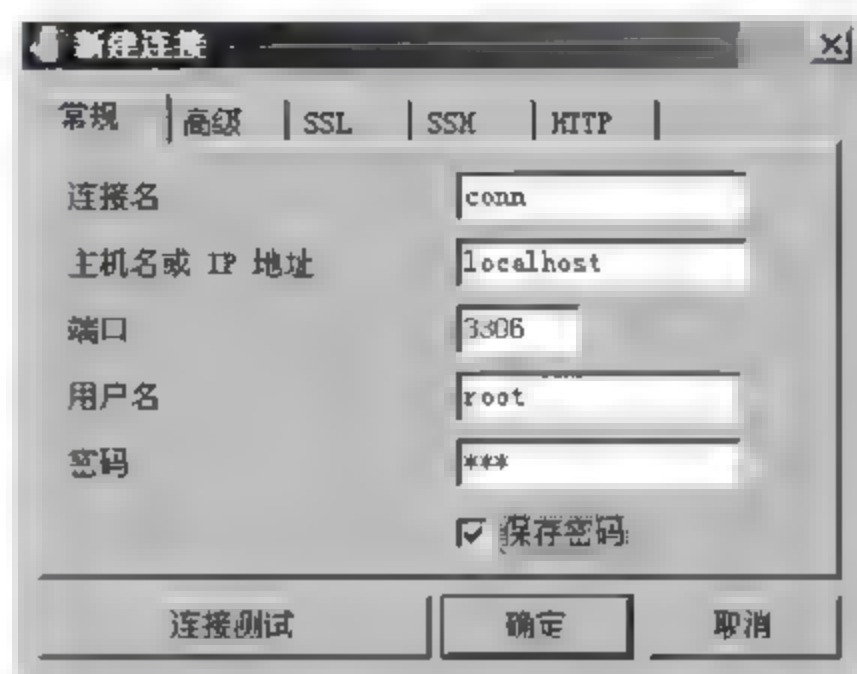 新建连接
常规 高级 SSL SSH HTTP
连接名 conn
主机名或 IP 地址 localhost
端口 3306
用户名 root
密码 ***
保存密码
连接测试 确定 取消